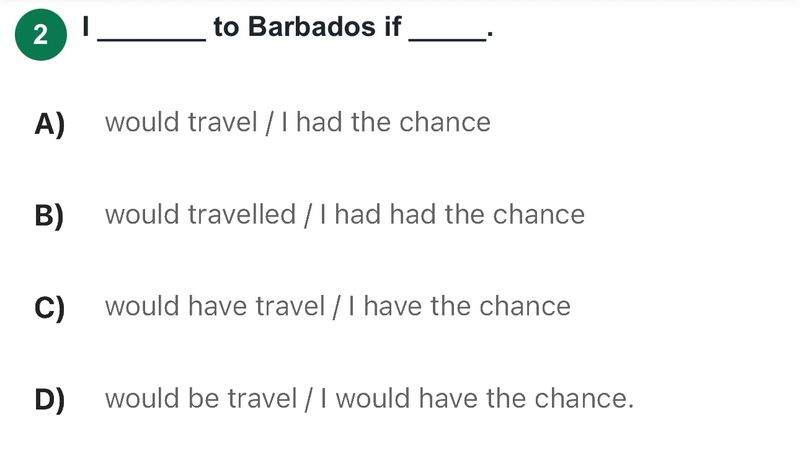 2 I ________ to Barbados if _____.
A) would travel / I had the chance
B) would travelled / I had had the chance
C) would have travel / I have the chance
D) would be travel / I would have the chance.